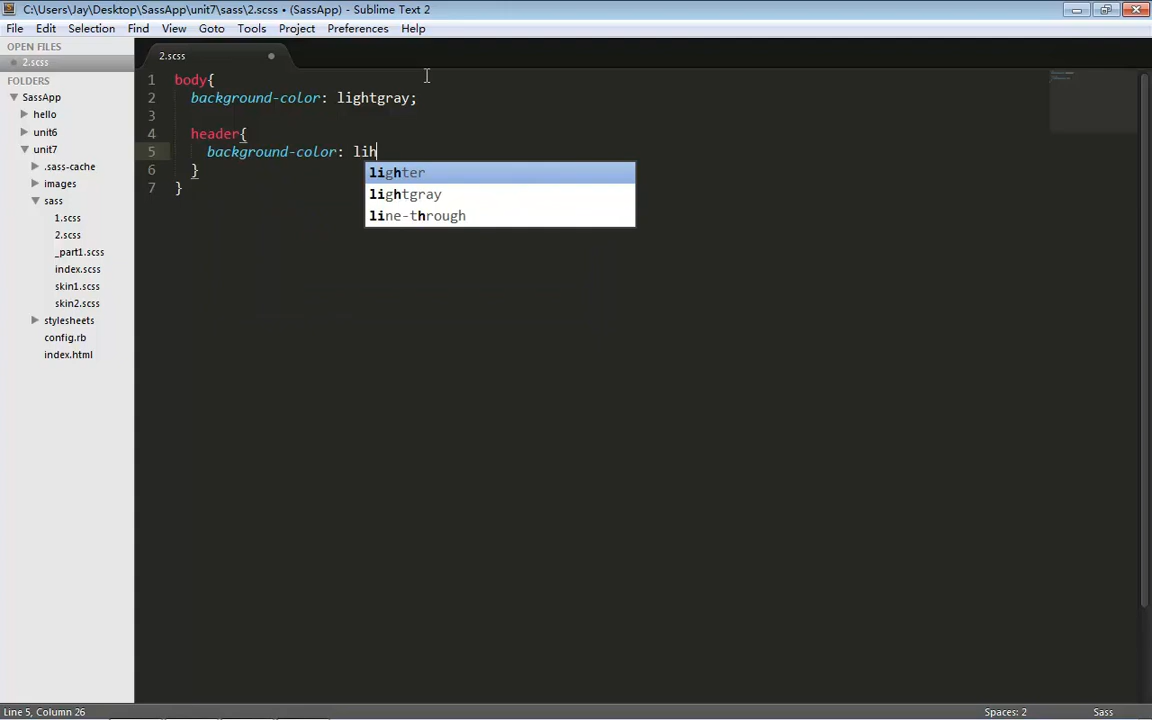 C:\Users\Jay\Desktop\SassApp\unit7\sass\2.scss • (SassApp) - Sublime Text 2
File Edit Selection Find View Goto Tools Project Preferences Help
OPEN FILES
2.scss
FOLDERS
SassApp
hello
unit6
unit7
.sass-cache
images
sass
1.scss
2.scss
_part1.scss
index.scss
skin1.scss
skin2.scss
stylesheets
config.rb
index.html
2.scss
1 body{
2 background-color: lightgray;
3
4 header{
5 background-color: lih
6 }
7 }
lighter
lightgray
line-through
Line 5, Column 26
Spaces: 2
Sass